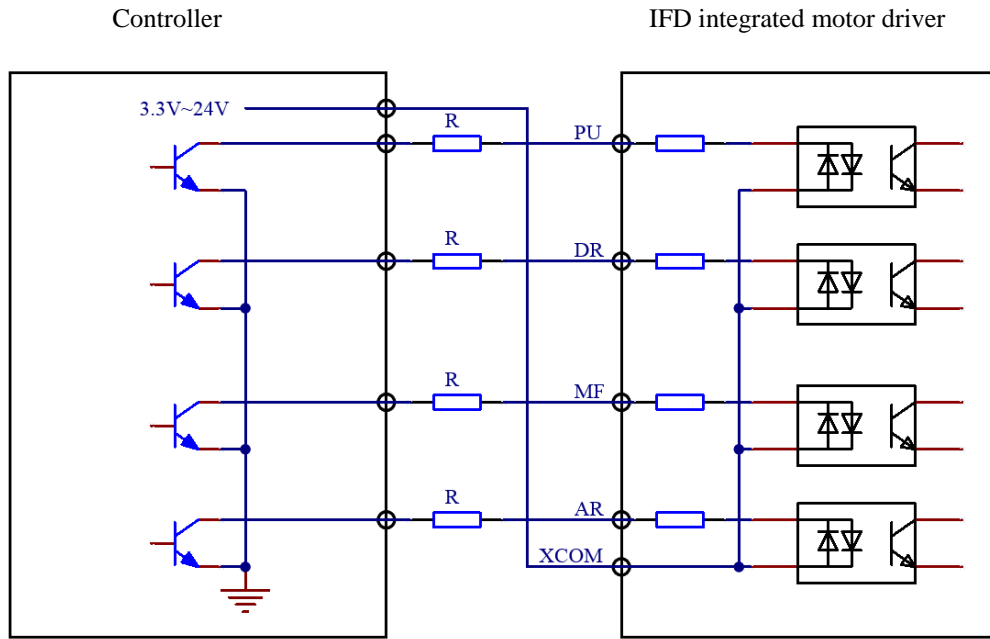 Controller
IFD integrated motor driver
3.3V~24V
R
PU
R
DR
R
MF
R
AR
XCOM